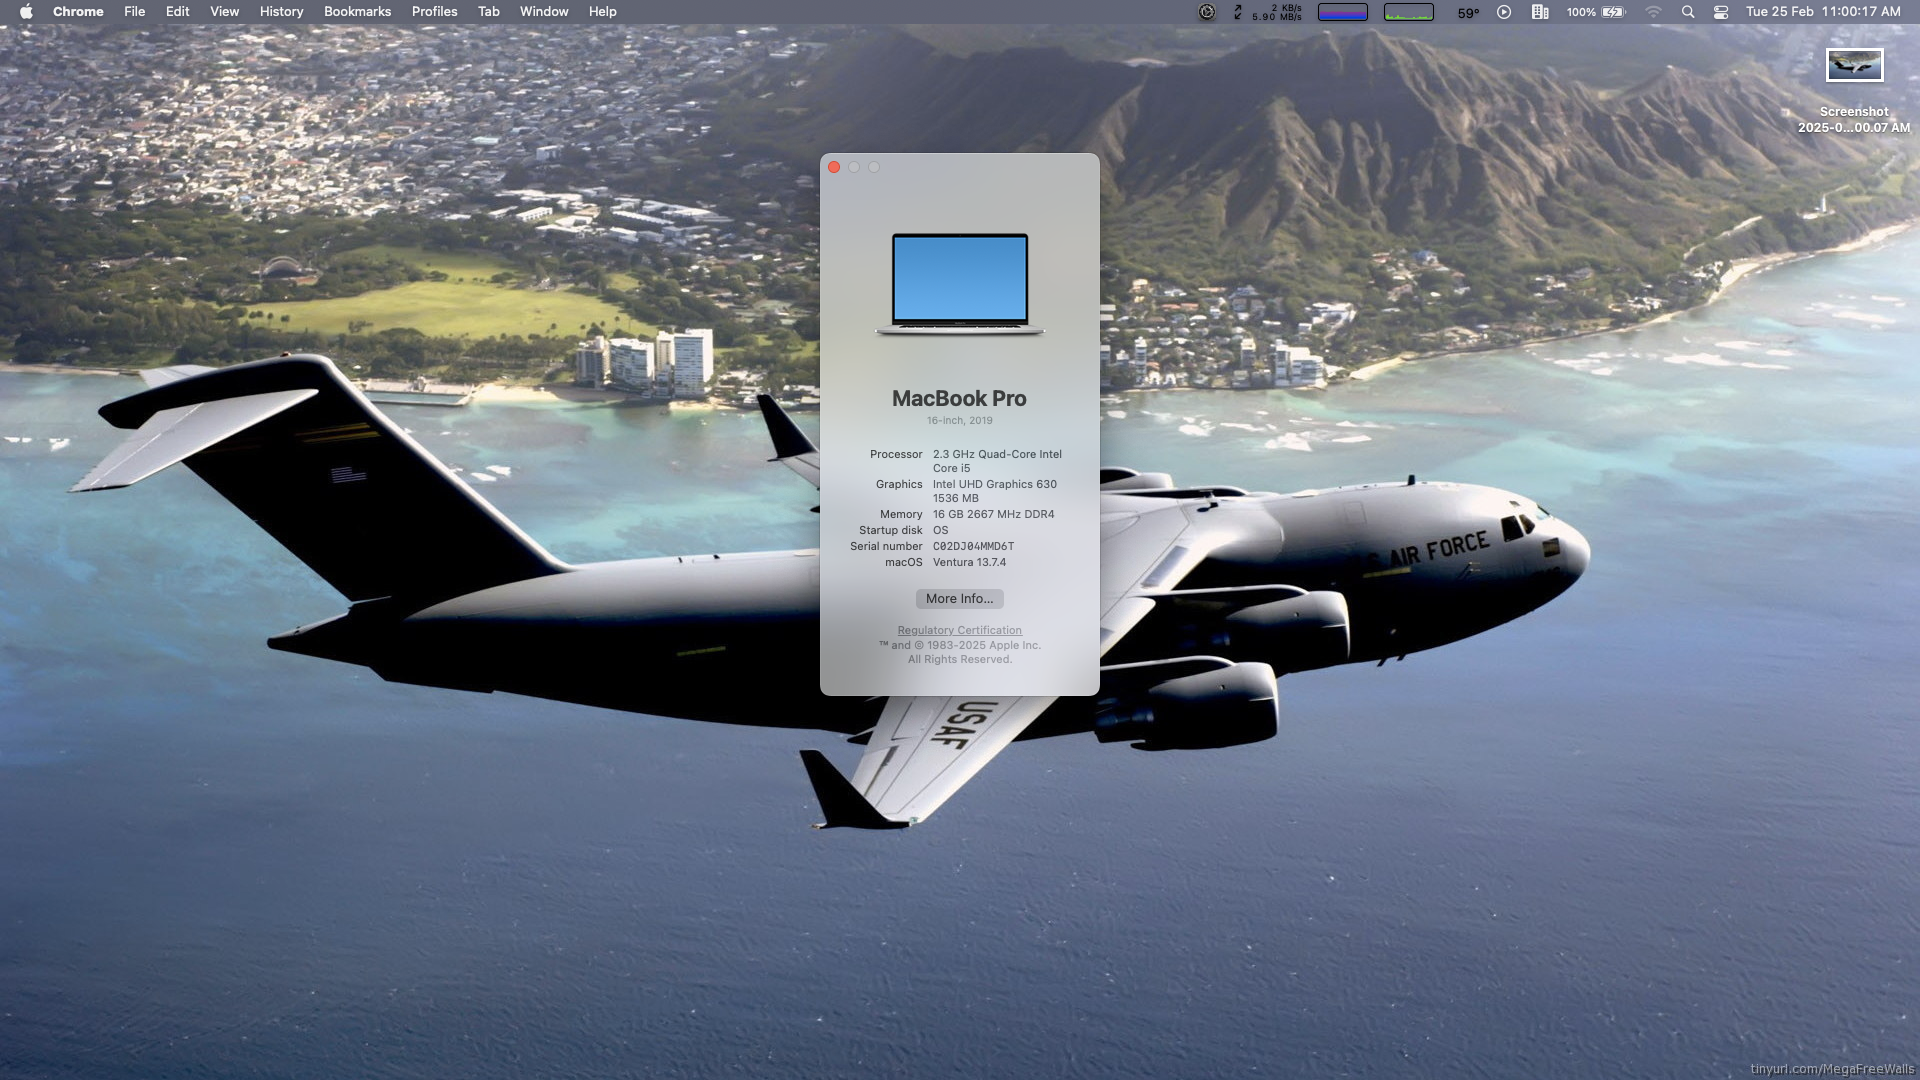 Chrome File Edit View History Bookmarks Profiles Tab Window Help
2 KB/s
5.90 MB/s
59° 100% Tue 25 Feb 11:00:17 AM
Screenshot
2025-0...00.07 AM
MacBook Pro
16-inch, 2019
Processor 2.3 GHz Quad-Core Intel
Core i5
Graphics Intel UHD Graphics 630
1536 MB
Memory 16 GB 2667 MHz DDR4
Startup disk OS
Serial number C02DJ04MMD6T
macOS Ventura 13.7.4
More Info...
Regulatory Certification
™ and © 1983-2025 Apple Inc.
All Rights Reserved.
AIR FORCE
USAF
tinyurl.com/MegaFreeWalls